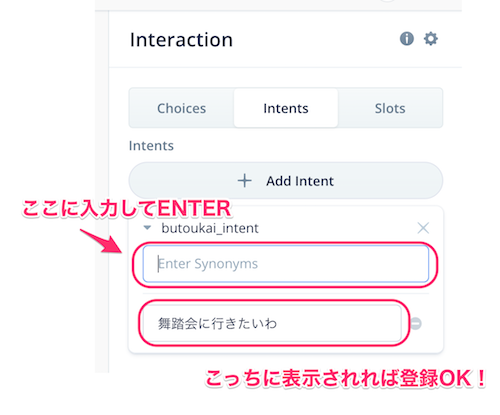 Interaction
Choices
Intents
Slots
Intents
+ Add Intent
ここに入力してENTER
butoukai_intent
Enter Synonyms
舞踏会に行きたいわ
こっちに表示されれば登録OK！